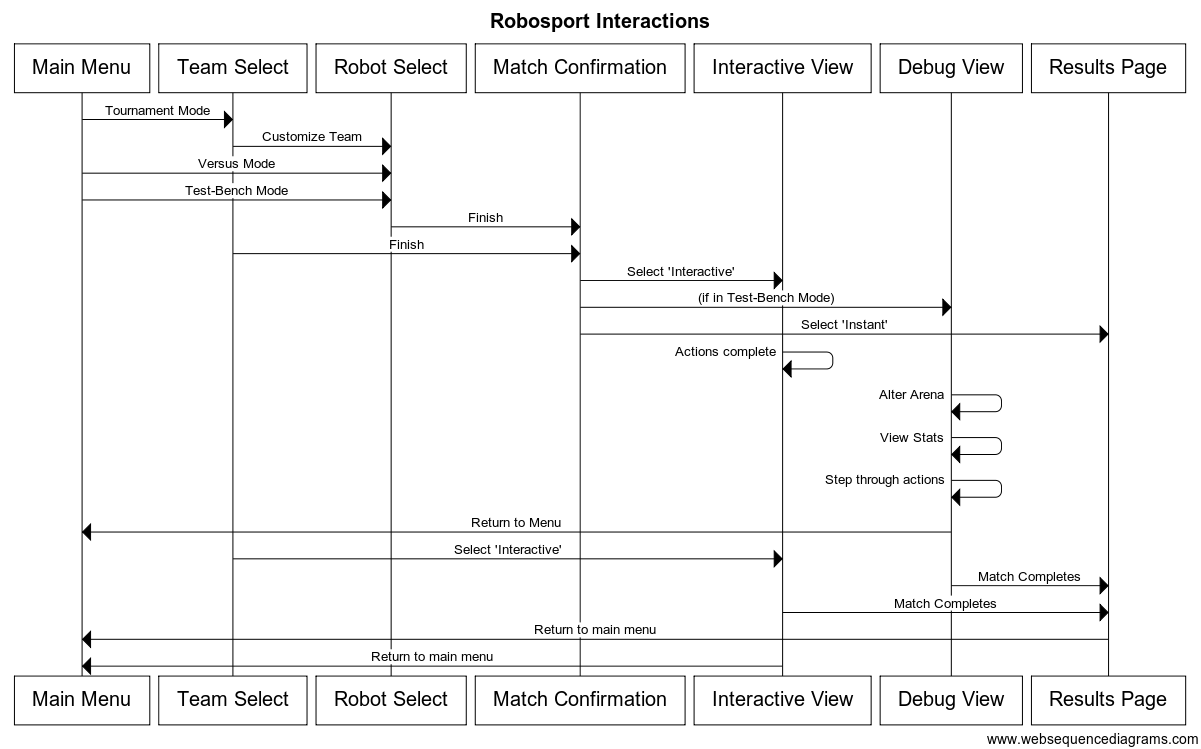 Robosport Interactions
Main Menu Team Select Robot Select Match Confirmation Interactive View Debug View Results Page
Tournament Mode
Customize Team
Versus Mode
Test-Bench Mode
Finish
Finish
Select 'Interactive'
(if in Test-Bench Mode)
Select 'Instant'
Actions complete
Alter Arena
View Stats
Step through actions
Return to Menu
Select 'Interactive'
Match Completes
Match Completes
Return to main menu
Return to main menu
Main Menu Team Select Robot Select Match Confirmation Interactive View Debug View Results Page
www.websequencediagrams.com